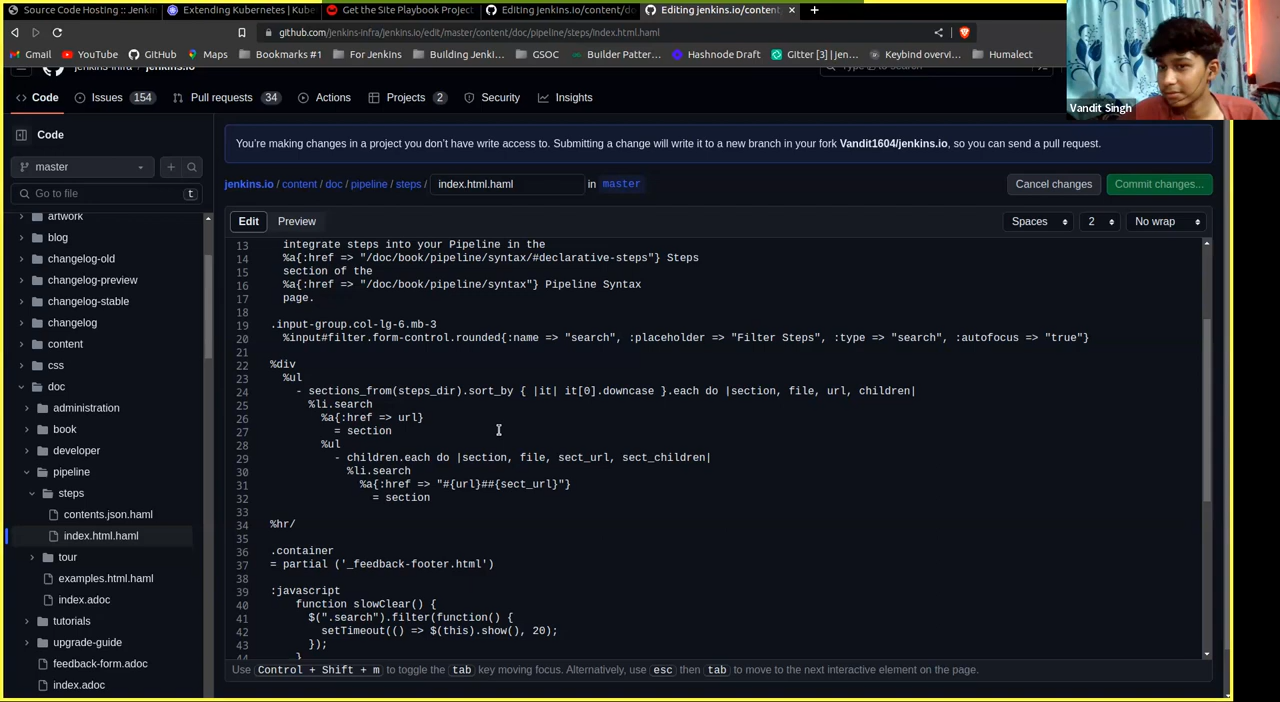 Source Code Hosting :: Jenkin
Extending Kubernetes | Kube
Get the Site Playbook Project
Editing jenkins.io/content/do
Editing jenkins.io/content
github.com/jenkins-infra/jenkins.io/edit/master/content/doc/pipeline/steps/index.html.haml
Gmail YouTube GitHub Maps Bookmarks #1 For Jenkins Building Jenki... GSOC Builder Patter... Hashnode Draft Gitter [3] | Jen... Keybind overvi... Humalect
Vandit Singh
jenkins-infra / jenkins.io
Code Issues 154 Pull requests 34 Actions Projects 2 Security Insights
Code
master
Go to file t
artwork
blog
changelog-old
changelog-preview
changelog-stable
changelog
content
css
doc
administration
book
developer
pipeline
steps
contents.json.haml
index.html.haml
tour
examples.html.haml
index.adoc
tutorials
upgrade-guide
feedback-form.adoc
index.adoc
You're making changes in a project you don't have write access to. Submitting a change will write it to a new branch in your fork Vandit1604/jenkins.io, so you can send a pull request.
jenkins.io / content / doc / pipeline / steps / index.html.haml in master
Cancel changes Commit changes...
Edit Preview Spaces 2 No wrap
13 integrate steps into your Pipeline in the
14 %a{:href => "/doc/book/pipeline/syntax/#declarative-steps"} Steps
15 section of the
16 %a{:href => "/doc/book/pipeline/syntax"} Pipeline Syntax
17 page.
18
19 .input-group.col-lg-6.mb-3
20 %input#filter.form-control.rounded{:name => "search", :placeholder => "Filter Steps", :type => "search", :autofocus => "true"}
21
22 %div
23 %ul
24 - sections_from(steps_dir).sort_by { |it| it[0].downcase }.each do |section, file, url, children|
25 %li.search
26 %a{:href => url}
27 = section
28 %ul
29 - children.each do |section, file, sect_url, sect_children|
30 %li.search
31 %a{:href => "#{url}##{sect_url}"}
32 = section
33
34 %hr/
35
36 .container
37 = partial ('_feedback-footer.html')
38
39 :javascript
40 function slowClear() {
41 $(".search").filter(function() {
42 setTimeout(() => $(this).show(), 20);
43 });
44 }
Use Control + Shift + m to toggle the tab key moving focus. Alternatively, use esc then tab to move to the next interactive element on the page.